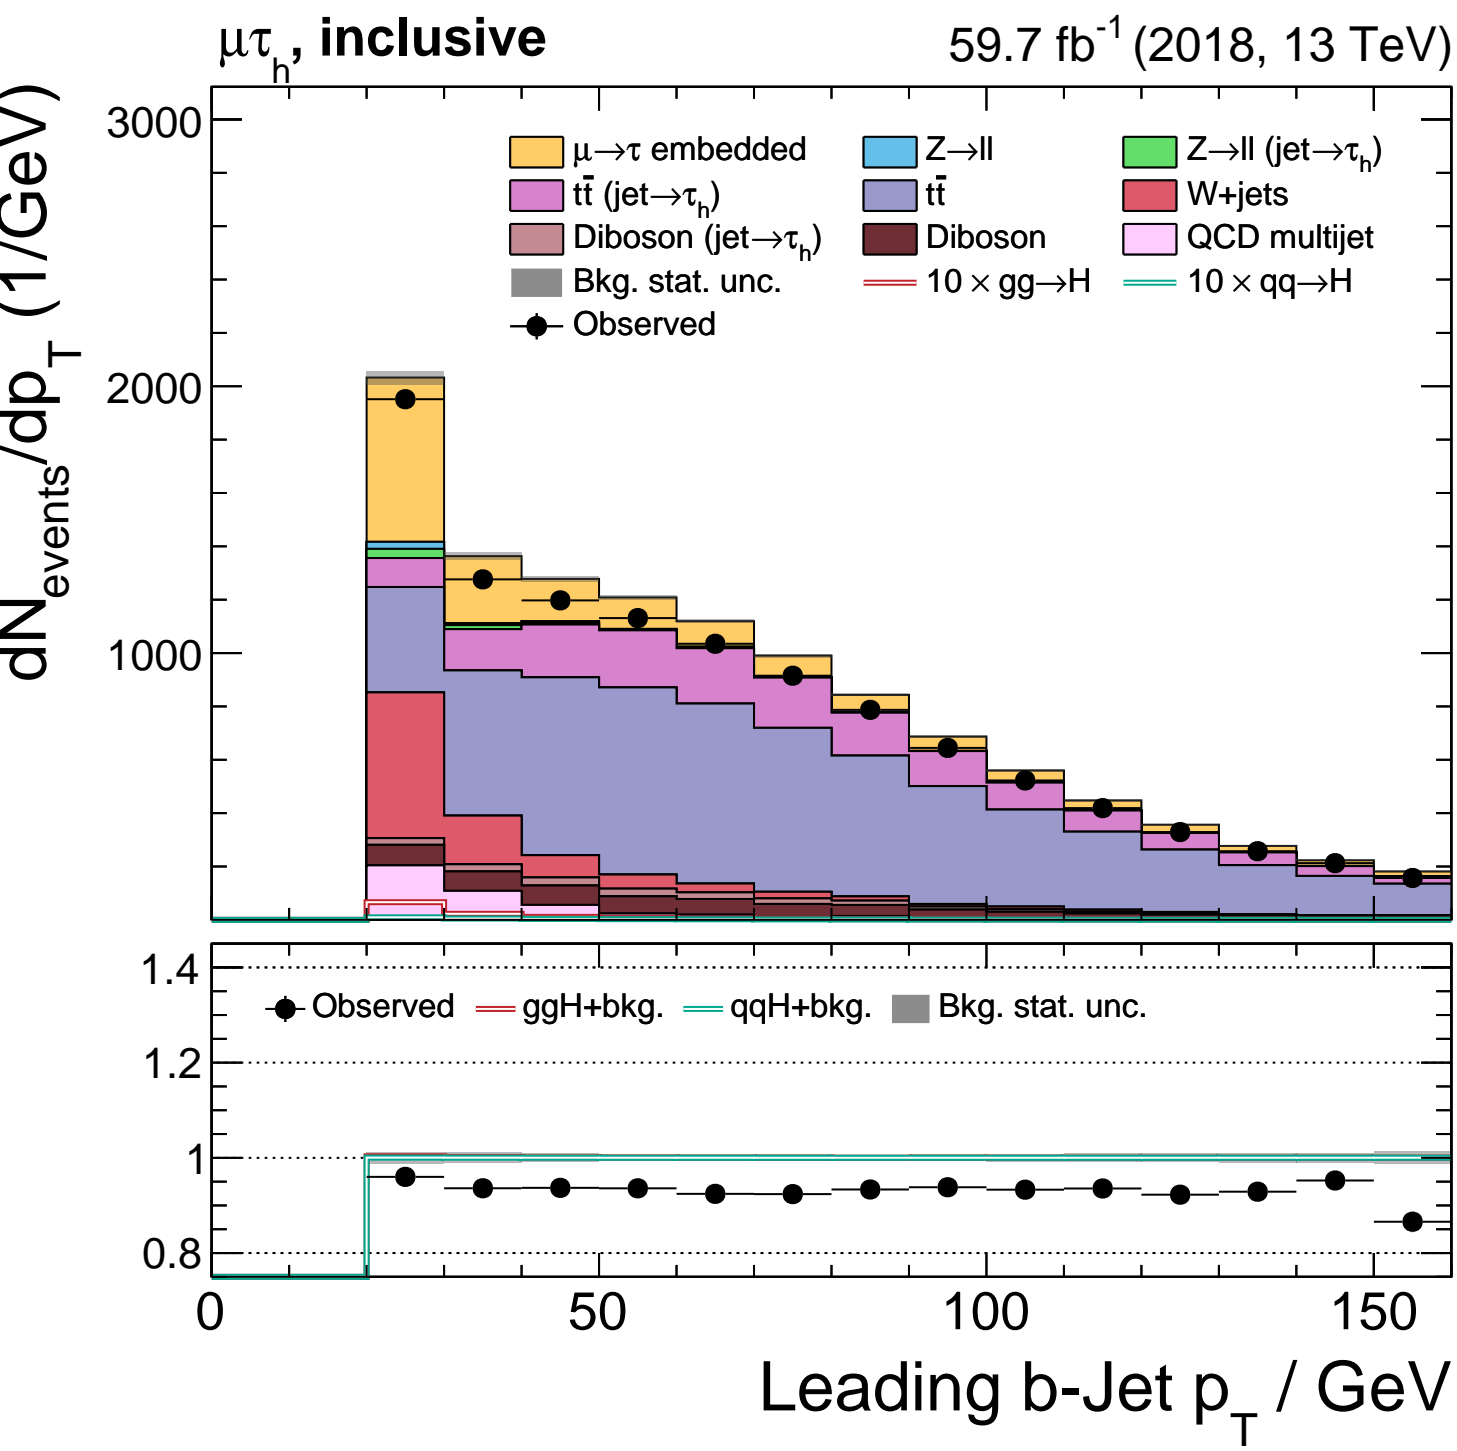 μτh, inclusive
59.7 fb-1 (2018, 13 TeV)
dNevents/dpT (1/GeV)
3000
2000
1000
μ→τ embedded
Z→ll
Z→ll (jet→τh)
tt̄ (jet→τh)
tt̄
W+jets
Diboson (jet→τh)
Diboson
QCD multijet
Bkg. stat. unc.
10 × gg→H
10 × qq→H
Observed
1.4
1.2
1
0.8
Observed
ggH+bkg.
qqH+bkg.
Bkg. stat. unc.
0
50
100
150
Leading b-Jet pT / GeV